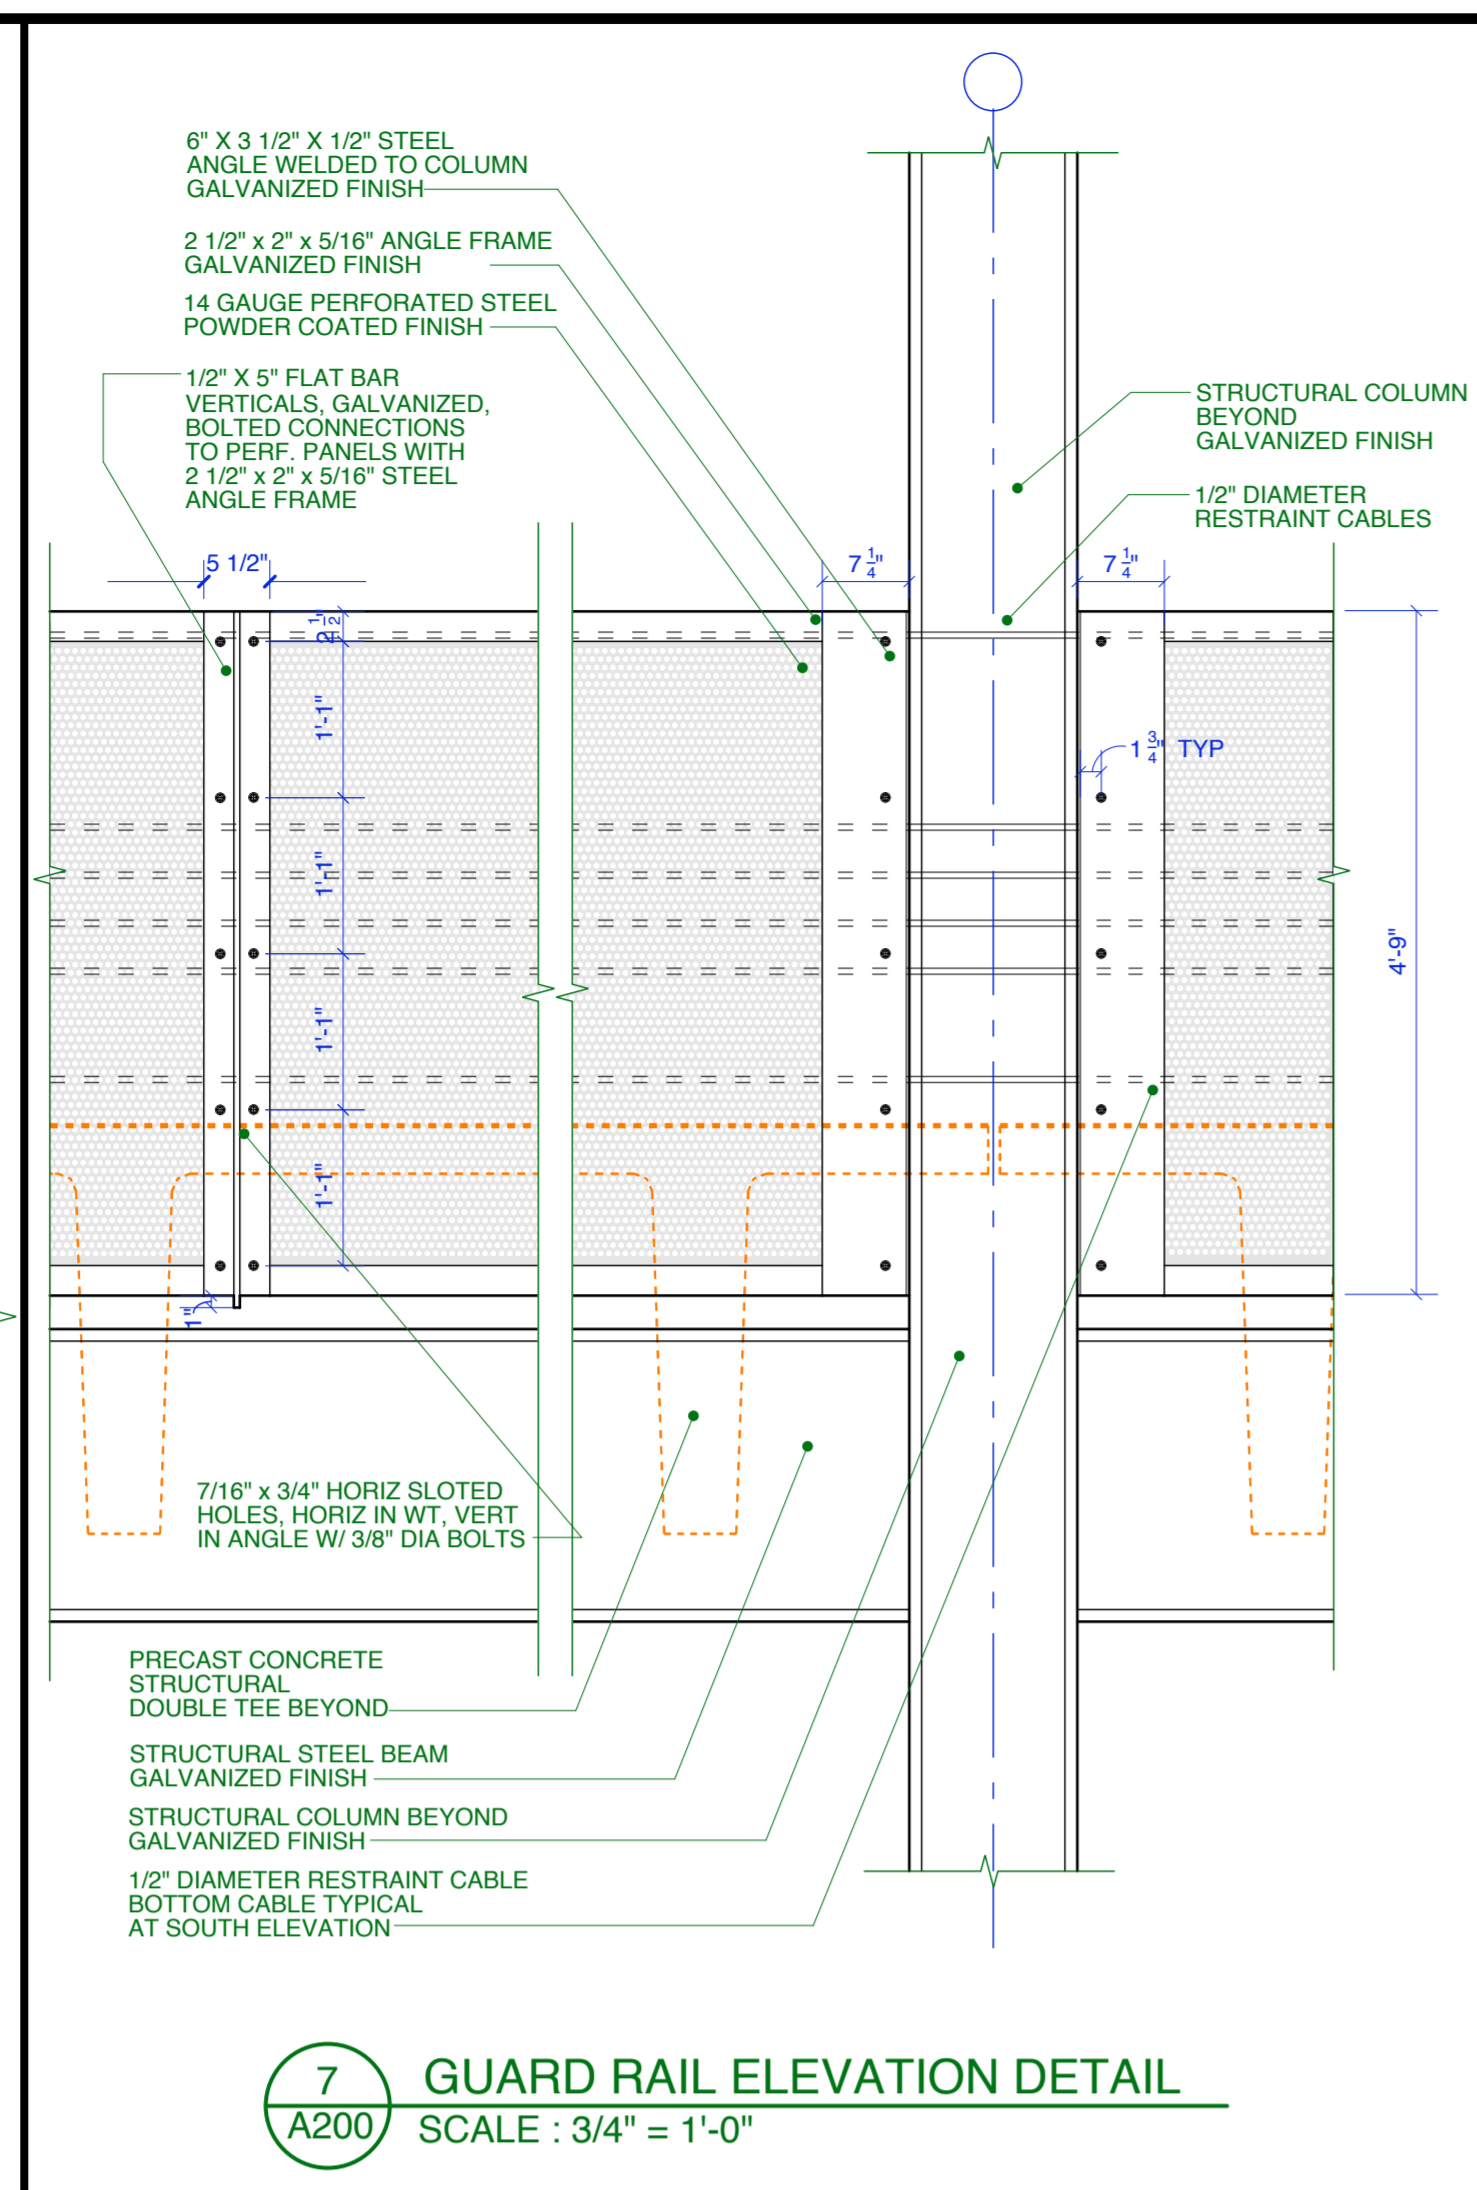 6" X 3 1/2" X 1/2" STEEL
ANGLE WELDED TO COLUMN
GALVANIZED FINISH
2 1/2" x 2" x 5/16" ANGLE FRAME
GALVANIZED FINISH
14 GAUGE PERFORATED STEEL
POWDER COATED FINISH
1/2" X 5" FLAT BAR
VERTICALS, GALVANIZED,
BOLTED CONNECTIONS
TO PERF. PANELS WITH
2 1/2" x 2" x 5/16" STEEL
ANGLE FRAME
STRUCTURAL COLUMN
BEYOND
GALVANIZED FINISH
1/2" DIAMETER
RESTRAINT CABLES
5 1/2"
7 1/4"
7 1/4"
2 1/2"
1'-1"
1 3/4" TYP
1'-1"
4'-9"
1'-1"
1'-1"
1"
7/16" x 3/4" HORIZ SLOTED
HOLES, HORIZ IN WT, VERT
IN ANGLE W/ 3/8" DIA BOLTS
PRECAST CONCRETE
STRUCTURAL
DOUBLE TEE BEYOND
STRUCTURAL STEEL BEAM
GALVANIZED FINISH
STRUCTURAL COLUMN BEYOND
GALVANIZED FINISH
1/2" DIAMETER RESTRAINT CABLE
BOTTOM CABLE TYPICAL
AT SOUTH ELEVATION
7
A200
GUARD RAIL ELEVATION DETAIL
SCALE : 3/4" = 1'-0"